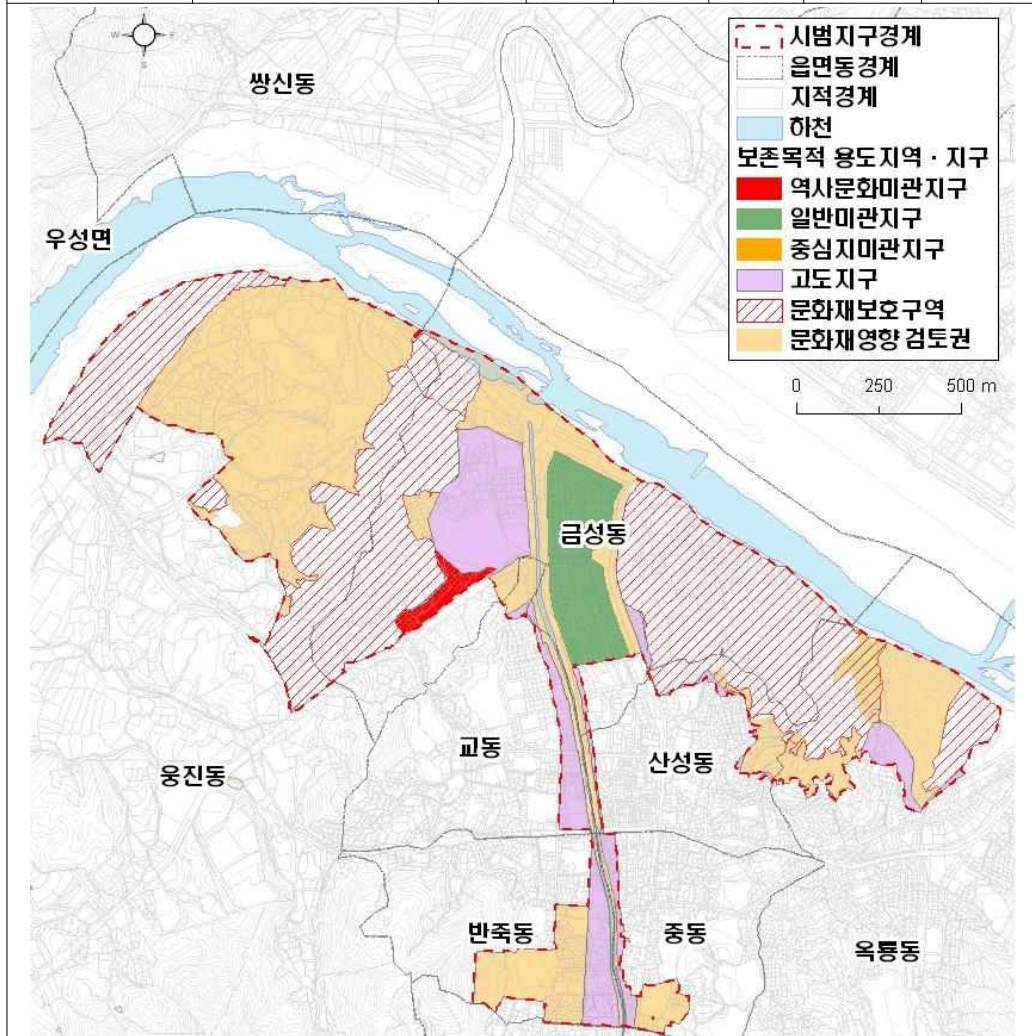 N
W E
S
시범지구경계
읍면동경계
지적경계
하천
보존목적 용도지역 · 지구
역사문화미관지구
일반미관지구
중심지미관지구
고도지구
문화재보호구역
문화재영향 검토권
0 250 500 m
쌍신동
우성면
금성동
교동
산성동
웅진동
반죽동
중동
옥룡동